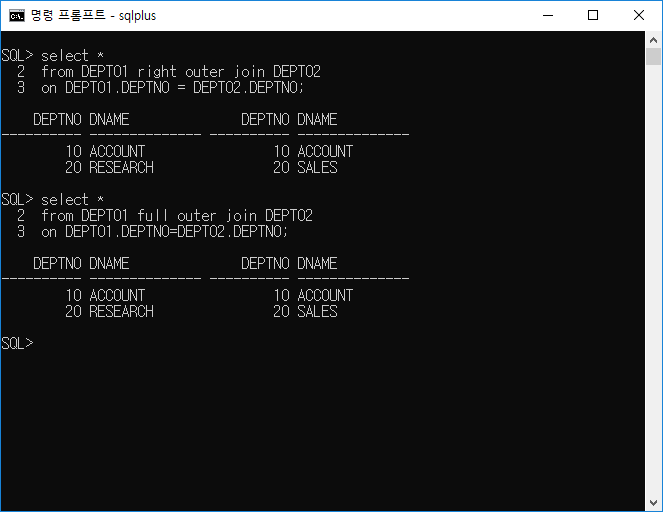 명령 프롬프트 - sqlplus
SQL> select *
  2  from DEPT01 right outer join DEPT02
  3  on DEPT01.DEPTNO = DEPT02.DEPTNO;
    DEPTNO DNAME              DEPTNO DNAME
---------- -------------- ---------- --------------
        10 ACCOUNT                10 ACCOUNT
        20 RESEARCH               20 SALES
SQL> select *
  2  from DEPT01 full outer join DEPT02
  3  on DEPT01.DEPTNO=DEPT02.DEPTNO;
    DEPTNO DNAME              DEPTNO DNAME
---------- -------------- ---------- --------------
        10 ACCOUNT                10 ACCOUNT
        20 RESEARCH               20 SALES
SQL>